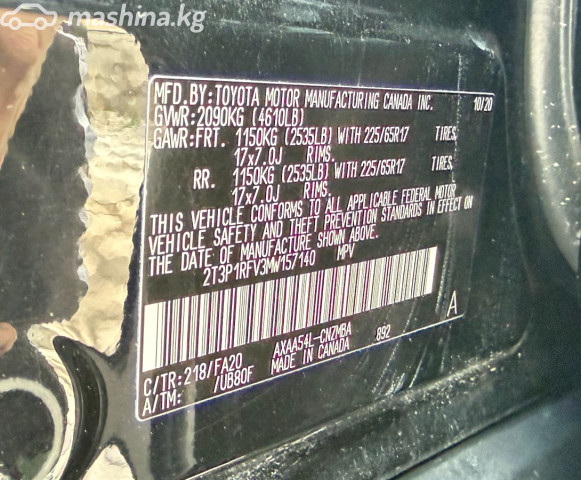 mashina.kg
MFD.BY:TOYOTA MOTOR MANUFACTURING CANADA INC. 10/20
GVWR:2090KG (4610LB)
GAWR:FRT. 1150KG (2535LB) WITH 225/65R17 TIRES,
17x7.0J RIMS.
RR. 1150KG (2535LB) WITH 225/65R17 TIRES,
17x7.0J RIMS.
THIS VEHICLE CONFORMS TO ALL APPLICABLE FEDERAL MOTOR
VEHICLE SAFETY AND THEFT PREVENTION STANDARDS IN EFFECT ON
THE DATE OF MANUFACTURE SHOWN ABOVE.
2T3P1RFV3MW157140 MPV
C/TR:218/FA20 AXAA54L-CNZMBA 892 A
A/TM: /UB80F MADE IN CANADA